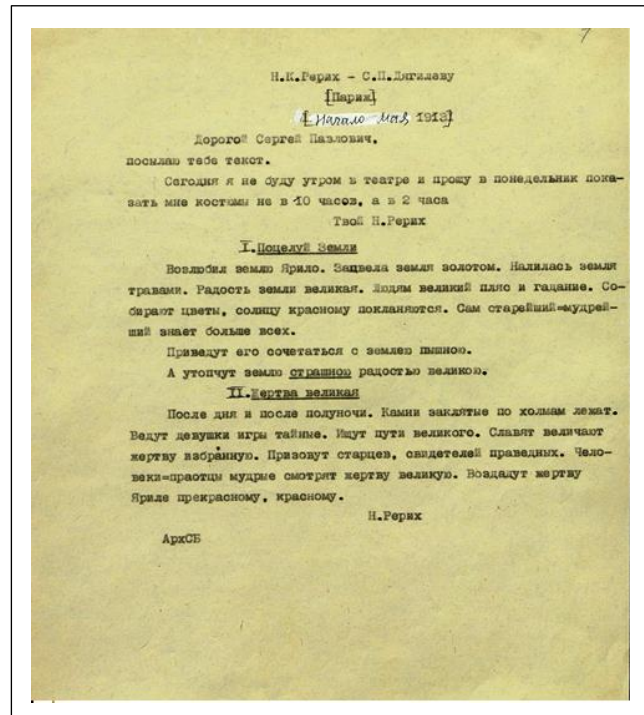 7
Н.К.Рерих – С.П.Дягилеву
[Париж]
[Начало мая 1913]
Дорогой Сергей Павлович,
посылаю тебе текст.
Сегодня я не буду утром в театре и прошу в понедельник пока-
зать мне костюмы не в 10 часов, а в 2 часа
Твой Н.Рерих
I.Поцелуй Земли
Возлюбил землю Ярило. Зацвела земля золотом. Налилась земля
травами. Радость земли великая. Людям великий пляс и гадание. Со-
бирают цветы, солнцу красному покланяются. Сам старейший=мудрей-
ший знает больше всех.
Приведут его сочетаться с землею пышною.
А утопчут землю страшною радостью великою.
II.Жертва великая
После дня и после полуночи. Камни заклятые по холмам лежат.
Ведут девушки игры тайные. Ищут пути великого. Славят величают
жертву избранную. Призовут старцев, свидетелей праведных. Чело-
веки=праотцы мудрые смотрят жертву великую. Воздадут жертву
Яриле прекрасному, красному.
Н.Рерих
АрхСБ